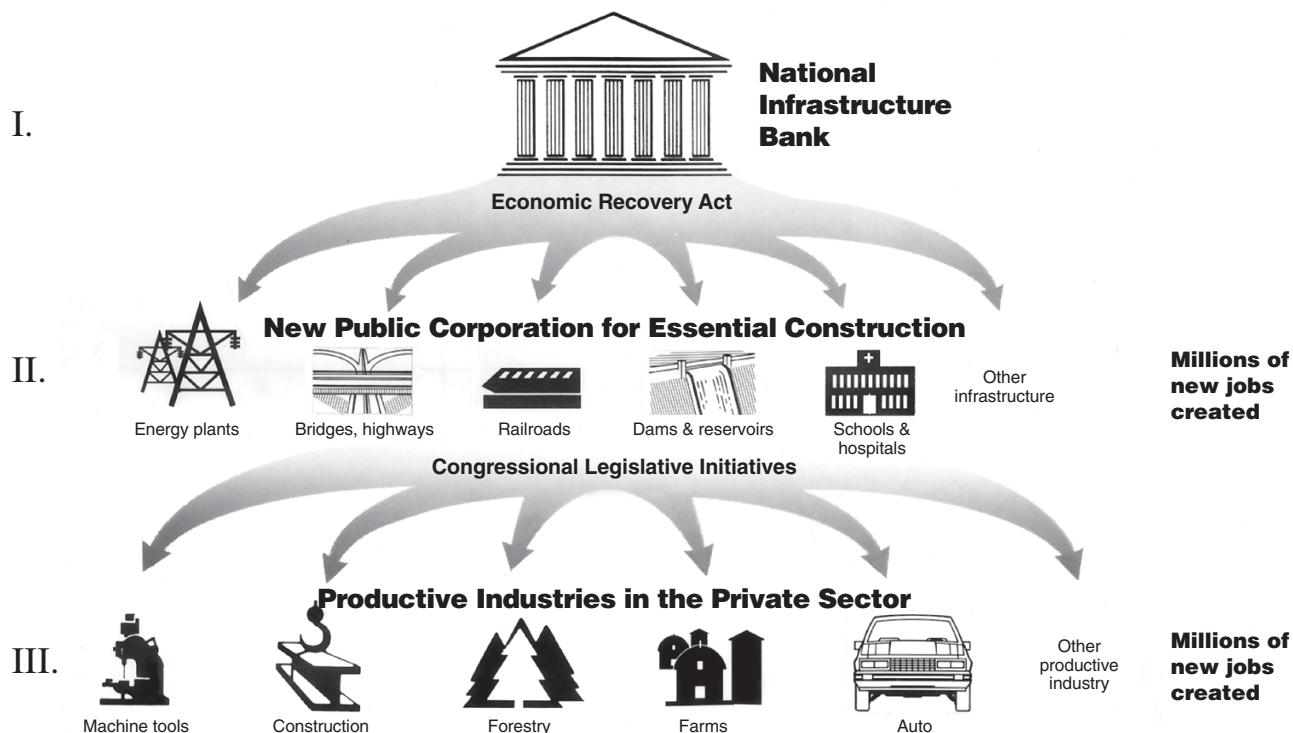 I.
National
Infrastructure
Bank
Economic Recovery Act
II.
New Public Corporation for Essential Construction
Energy plants
Bridges, highways
Railroads
Dams & reservoirs
Schools &
hospitals
Other
infrastructure
Millions of
new jobs
created
Congressional Legislative Initiatives
III.
Productive Industries in the Private Sector
Machine tools
Construction
Forestry
Farms
Auto
Other
productive
industry
Millions of
new jobs
created